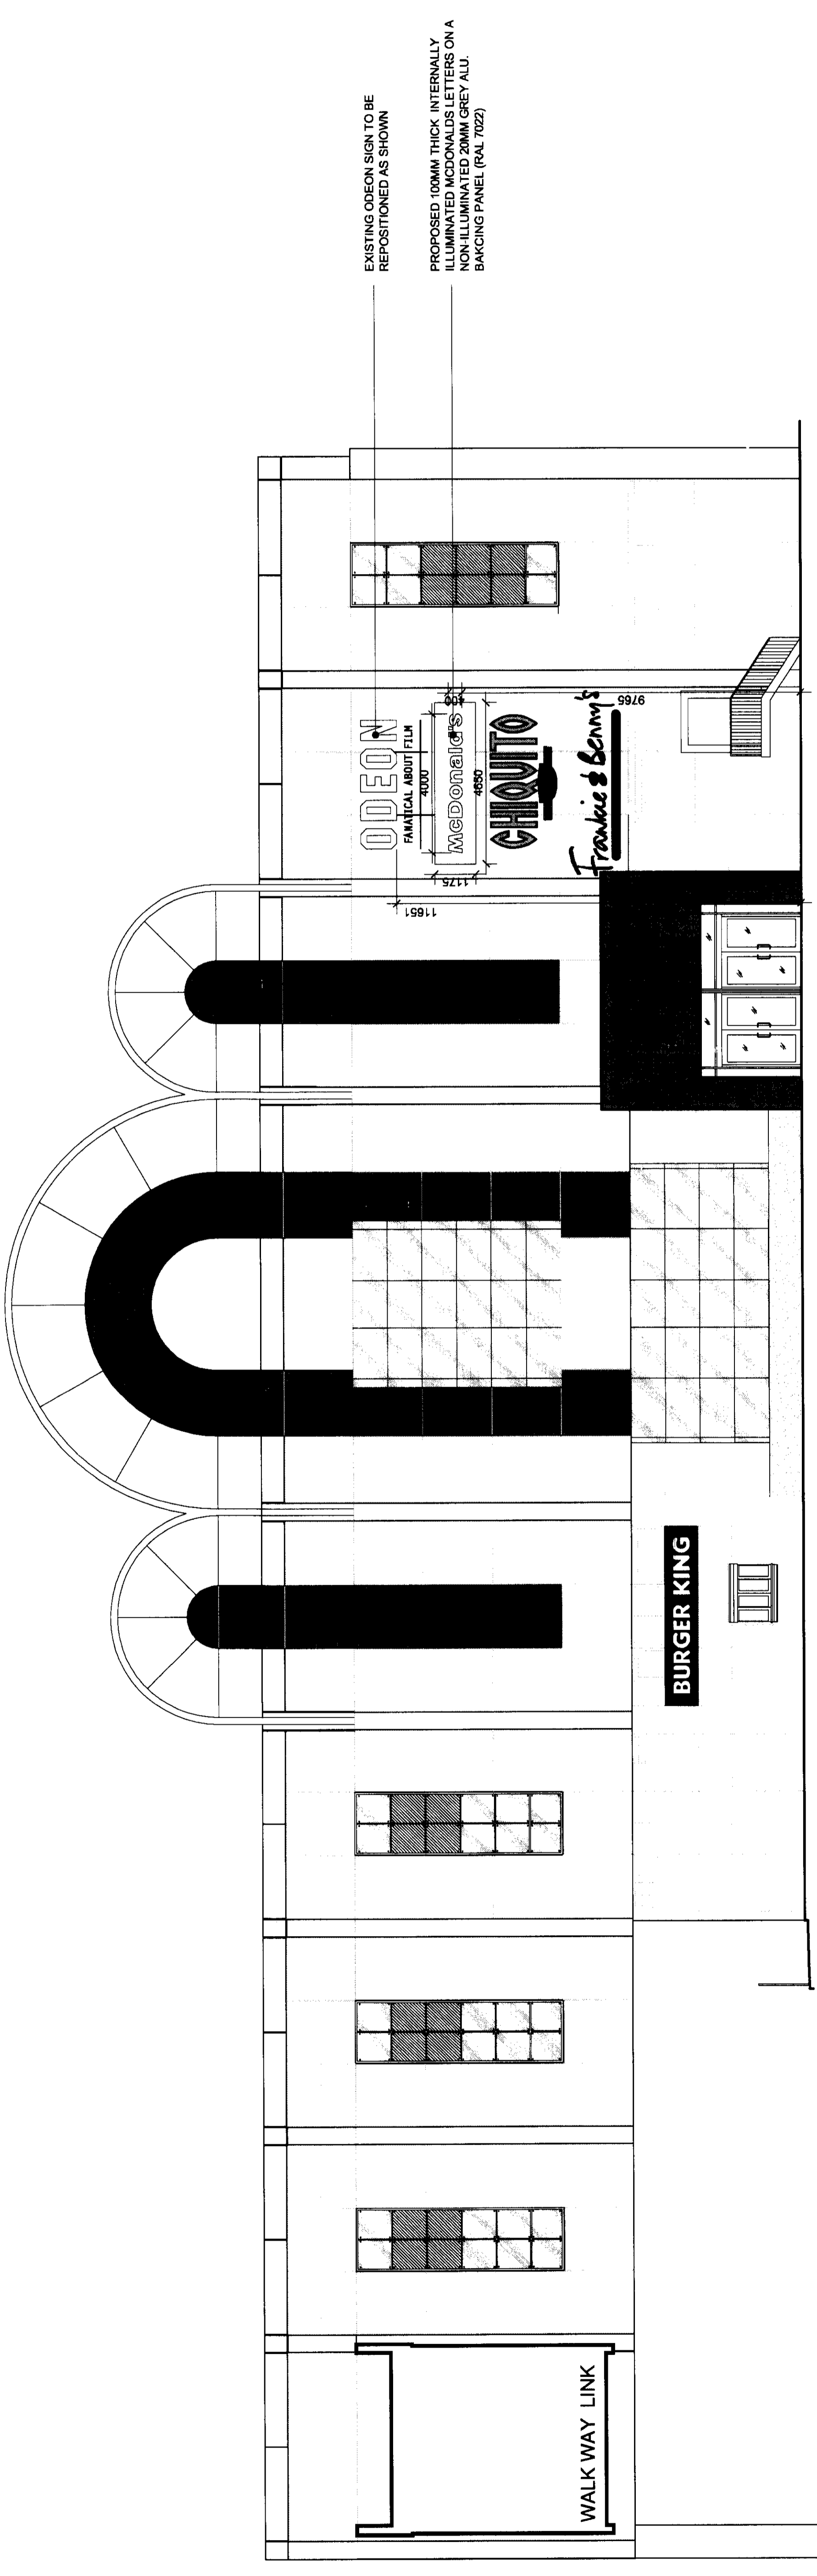 EXISTING ODEON SIGN TO BE
REPOSITIONED AS SHOWN
PROPOSED 100MM THICK INTERNALLY
ILLUMINATED MCDONALDS LETTERS ON A
NON-ILLUMINATED 20MM GREY ALU.
BAKCING PANEL (RAL 7022)
ODEON
FANATICAL ABOUT FILM
4000
McDonald's
400
1175
4650
CHIQUITO
Frankie & Benny's
11651
9765
BURGER KING
WALK WAY LINK